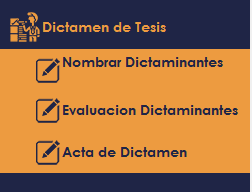 Dictamen de Tesis
Nombrar Dictaminantes
Evaluacion Dictaminantes
Acta de Dictamen